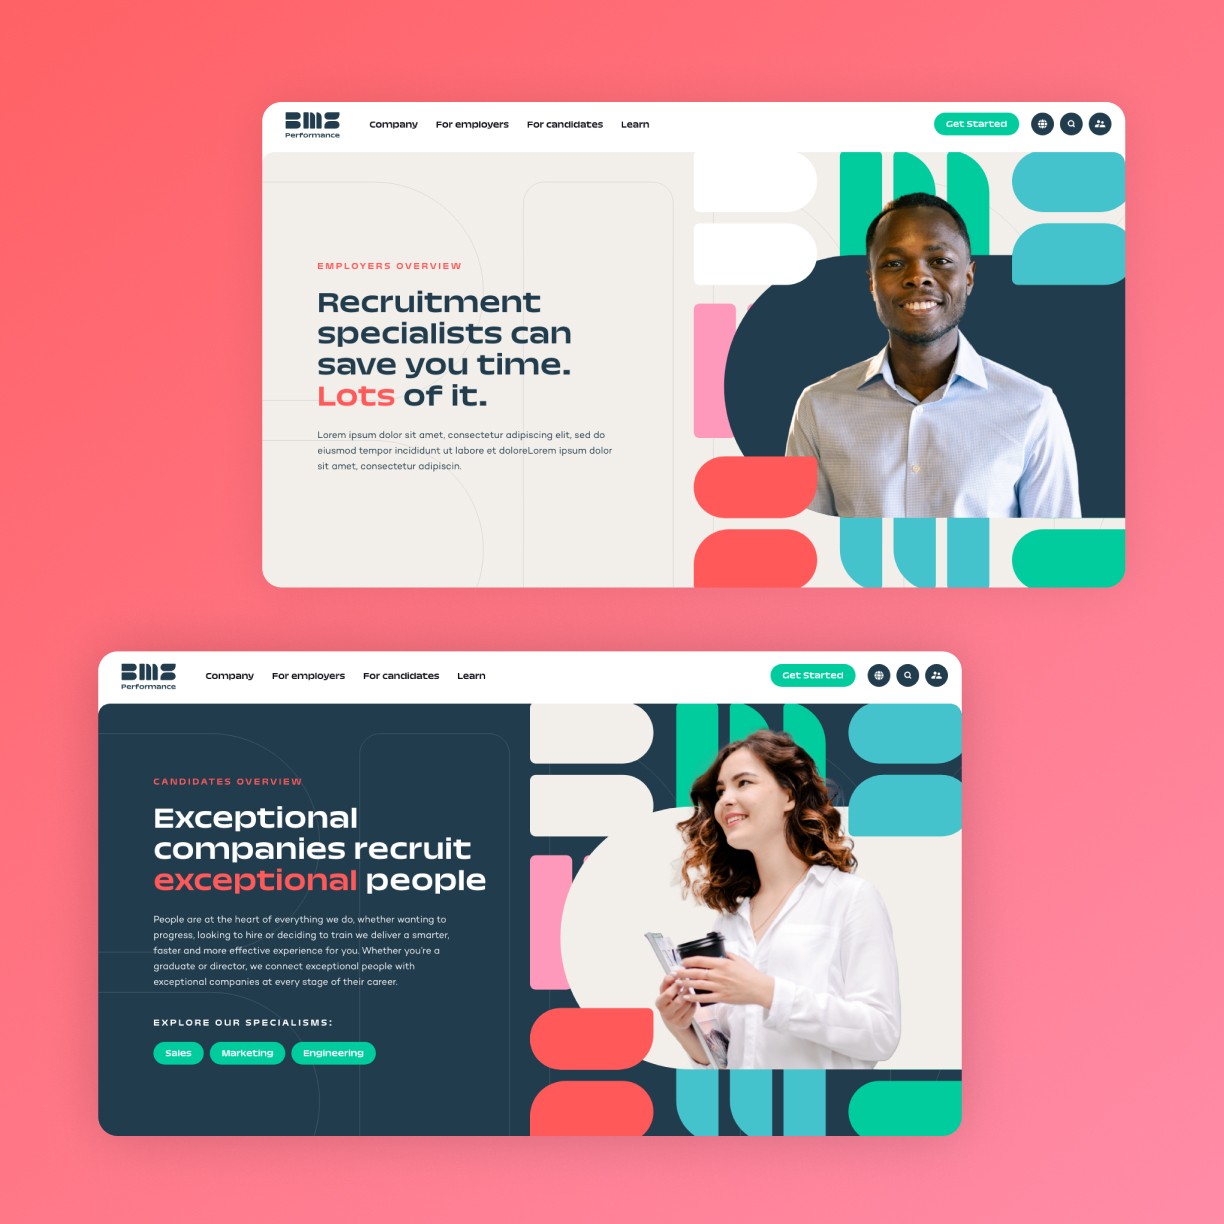 BMS
Performance
Company
For employers
For candidates
Learn
Get Started
EMPLOYERS OVERVIEW
Recruitment
specialists can
save you time.
Lots of it.
Lorem ipsum dolor sit amet, consectetur adipiscing elit, sed do
eiusmod tempor incididunt ut labore et doloreLorem ipsum dolor
sit amet, consectetur adipiscin.
BMS
Performance
Company
For employers
For candidates
Learn
Get Started
CANDIDATES OVERVIEW
Exceptional
companies recruit
exceptional people
People are at the heart of everything we do, whether wanting to
progress, looking to hire or deciding to train we deliver a smarter,
faster and more effective experience for you. Whether you're a
graduate or director, we connect exceptional people with
exceptional companies at every stage of their career.
EXPLORE OUR SPECIALISMS:
Sales
Marketing
Engineering